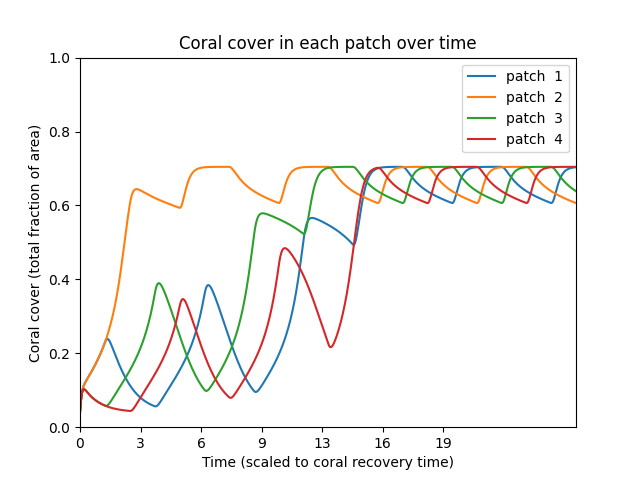 Coral cover in each patch over time
Coral cover (total fraction of area)
1.0
0.8
0.6
0.4
0.2
0.0
patch  1
patch  2
patch  3
patch  4
0 3 6 9 13 16 19
Time (scaled to coral recovery time)